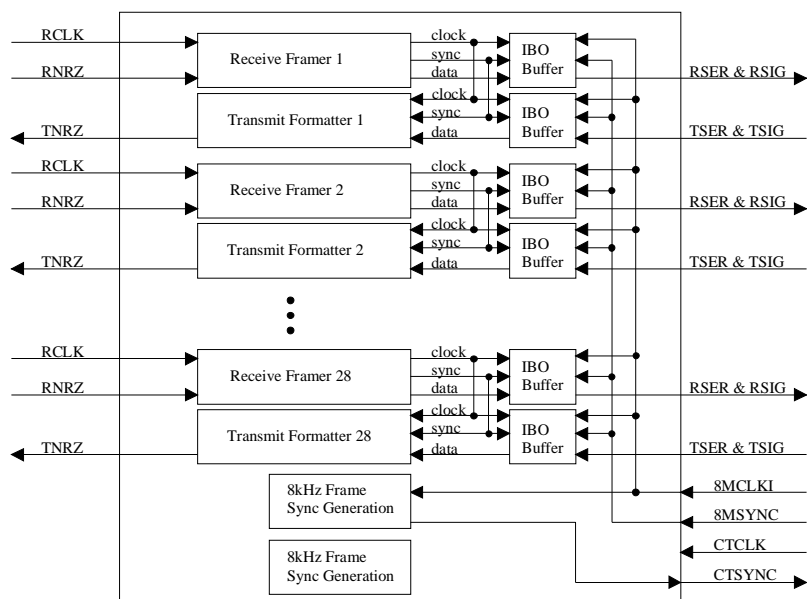 RCLK
Receive Framer 1
clock
sync
data
IBO
Buffer
RNRZ
RSER & RSIG
Transmit Formatter 1
clock
sync
data
IBO
Buffer
TNRZ
TSER & TSIG
RCLK
Receive Framer 2
clock
sync
data
IBO
Buffer
RNRZ
RSER & RSIG
Transmit Formatter 2
clock
sync
data
IBO
Buffer
TNRZ
TSER & TSIG
RCLK
Receive Framer 28
clock
sync
data
IBO
Buffer
RNRZ
RSER & RSIG
Transmit Formatter 28
clock
sync
data
IBO
Buffer
TNRZ
TSER & TSIG
8kHz Frame
Sync Generation
8MCLKI
8MSYNC
8kHz Frame
Sync Generation
CTCLK
CTSYNC